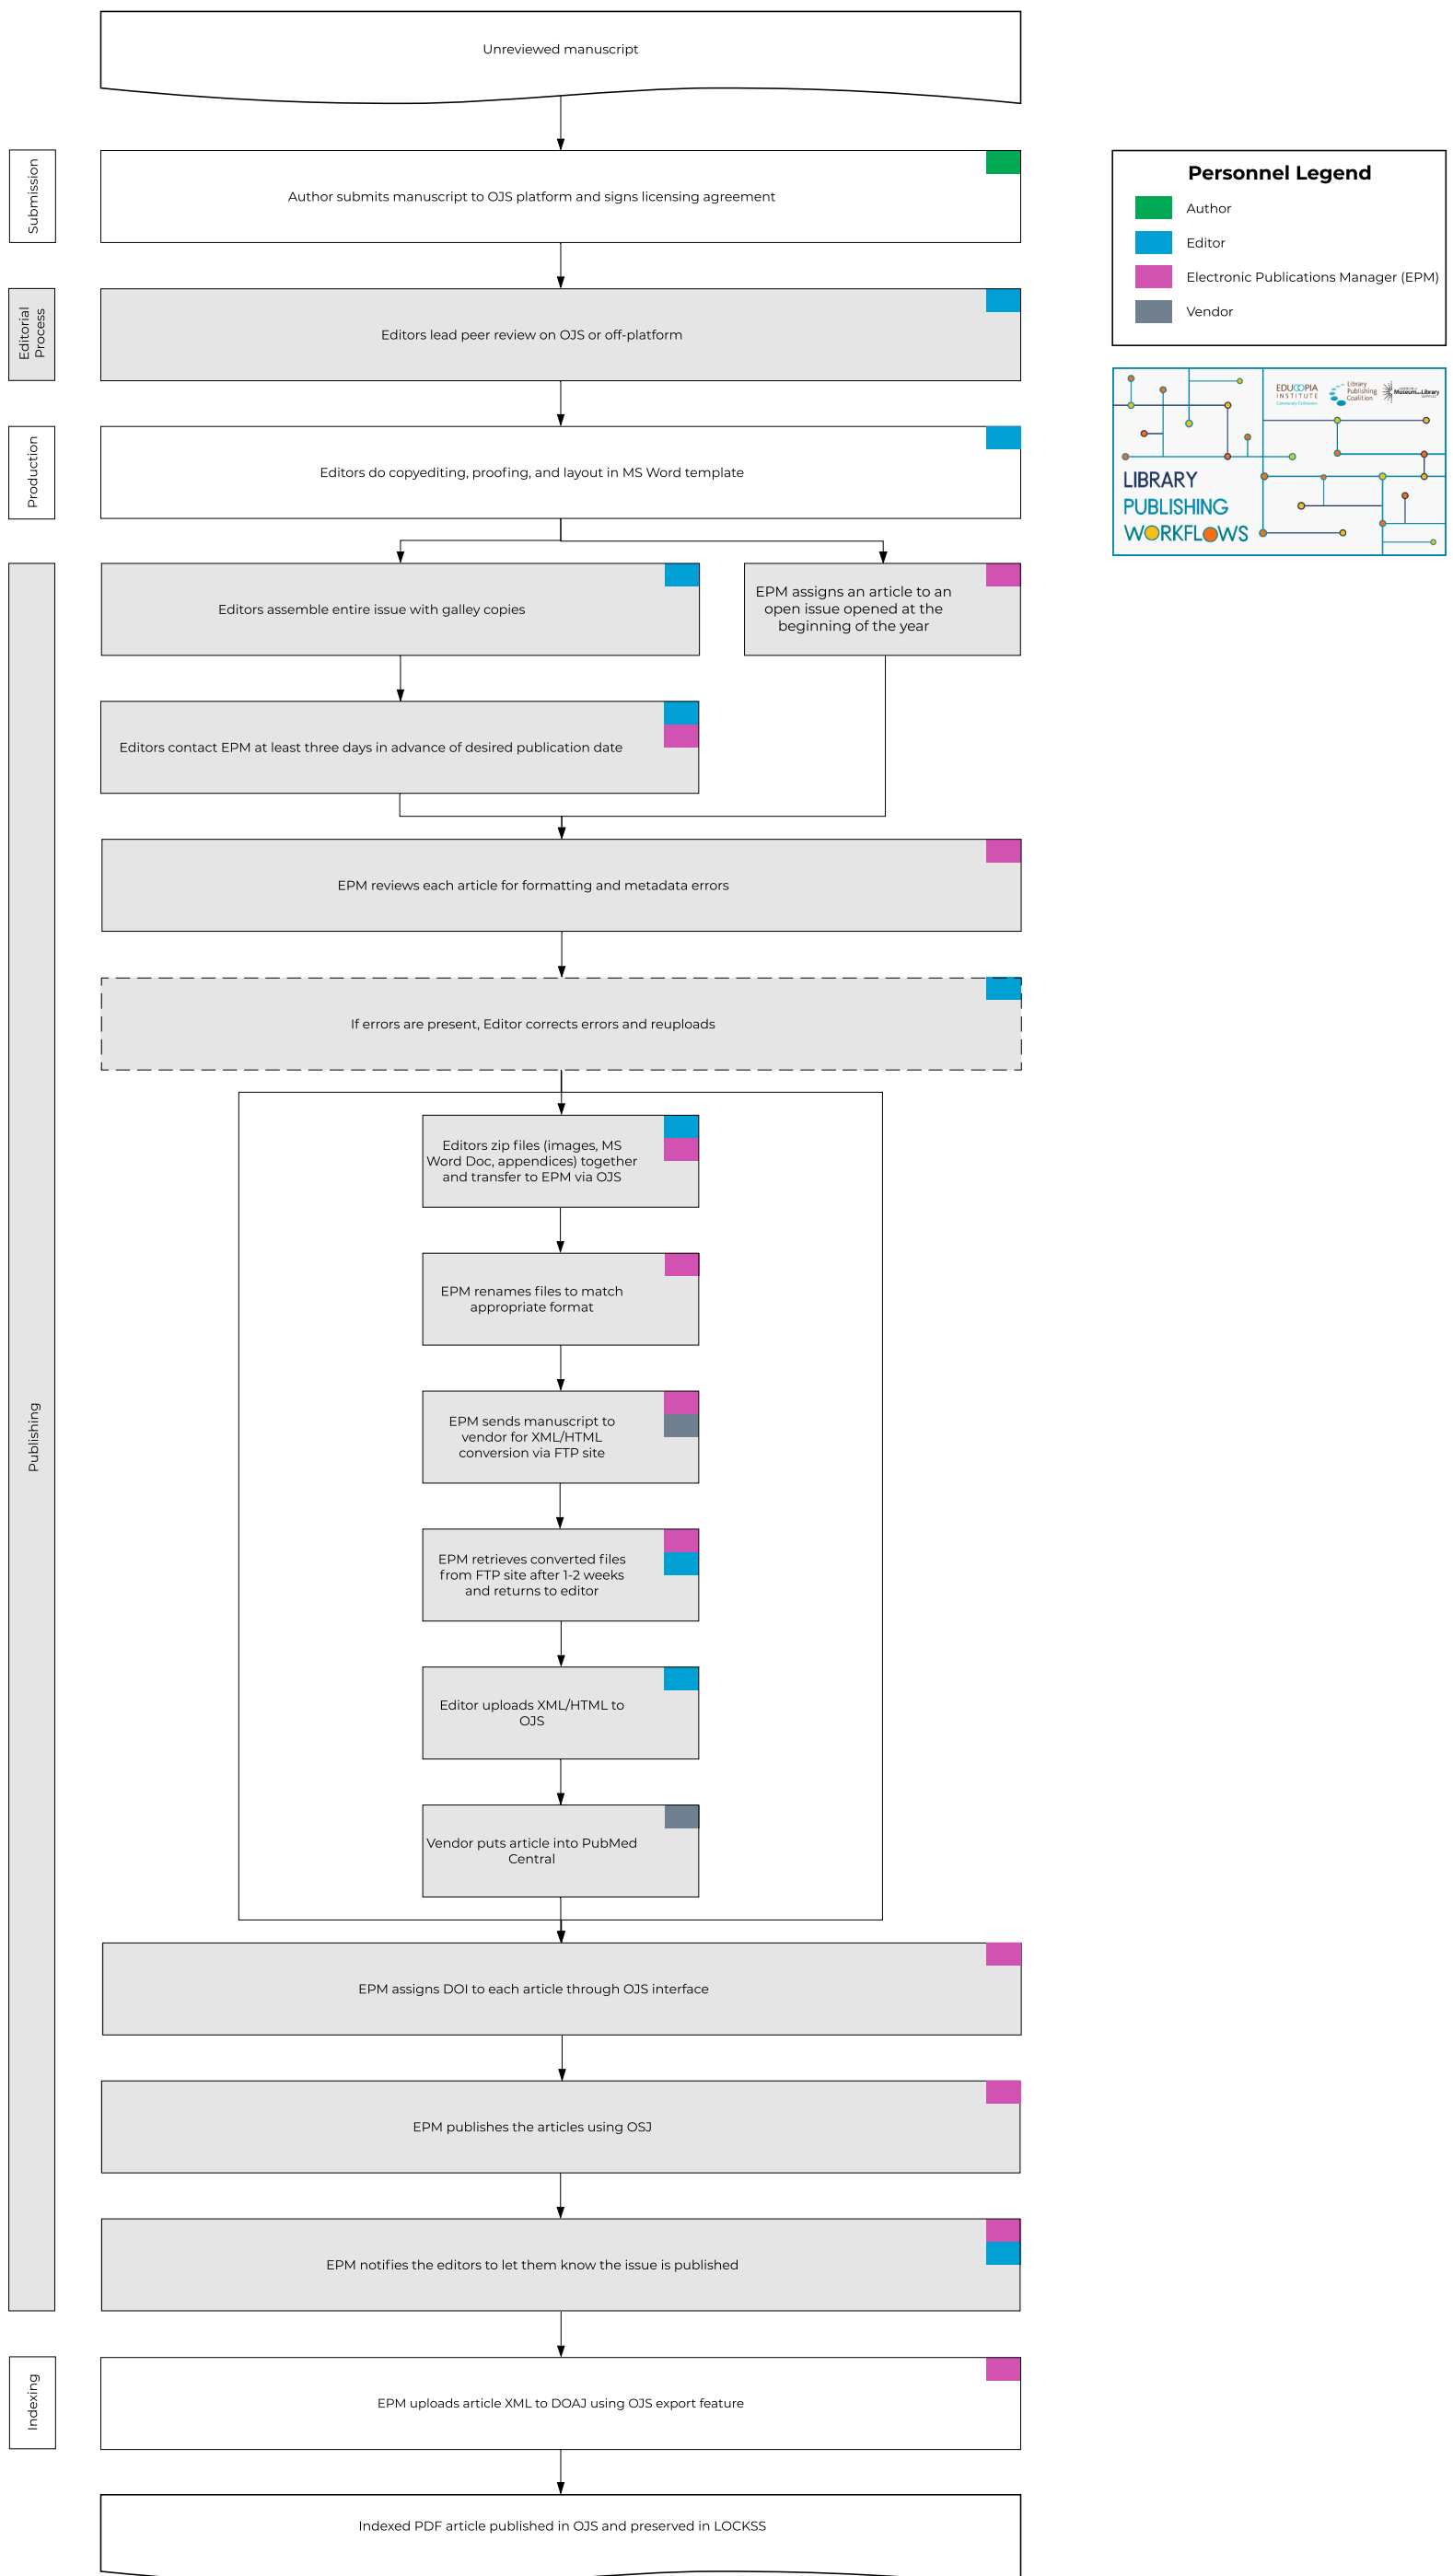 Unreviewed manuscript
Submission
Author submits manuscript to OJS platform and signs licensing agreement
Personnel Legend
Author
Editor
Electronic Publications Manager (EPM)
Vendor
Editorial
Process
Editors lead peer review on OJS or off-platform
EDUCOPIA
INSTITUTE
Community Cultivators
Library
Publishing
Coalition
LIBRARY
PUBLISHING
WORKFLOWS
Production
Editors do copyediting, proofing, and layout in MS Word template
Publishing
Editors assemble entire issue with galley copies
EPM assigns an article to an
open issue opened at the
beginning of the year
Editors contact EPM at least three days in advance of desired publication date
EPM reviews each article for formatting and metadata errors
If errors are present, Editor corrects errors and reuploads
Editors zip files (images, MS
Word Doc, appendices) together
and transfer to EPM via OJS
EPM renames files to match
appropriate format
EPM sends manuscript to
vendor for XML/HTML
conversion via FTP site
EPM retrieves converted files
from FTP site after 1-2 weeks
and returns to editor
Editor uploads XML/HTML to
OJS
Vendor puts article into PubMed
Central
EPM assigns DOI to each article through OJS interface
EPM publishes the articles using OSJ
EPM notifies the editors to let them know the issue is published
Indexing
EPM uploads article XML to DOAJ using OJS export feature
Indexed PDF article published in OJS and preserved in LOCKSS